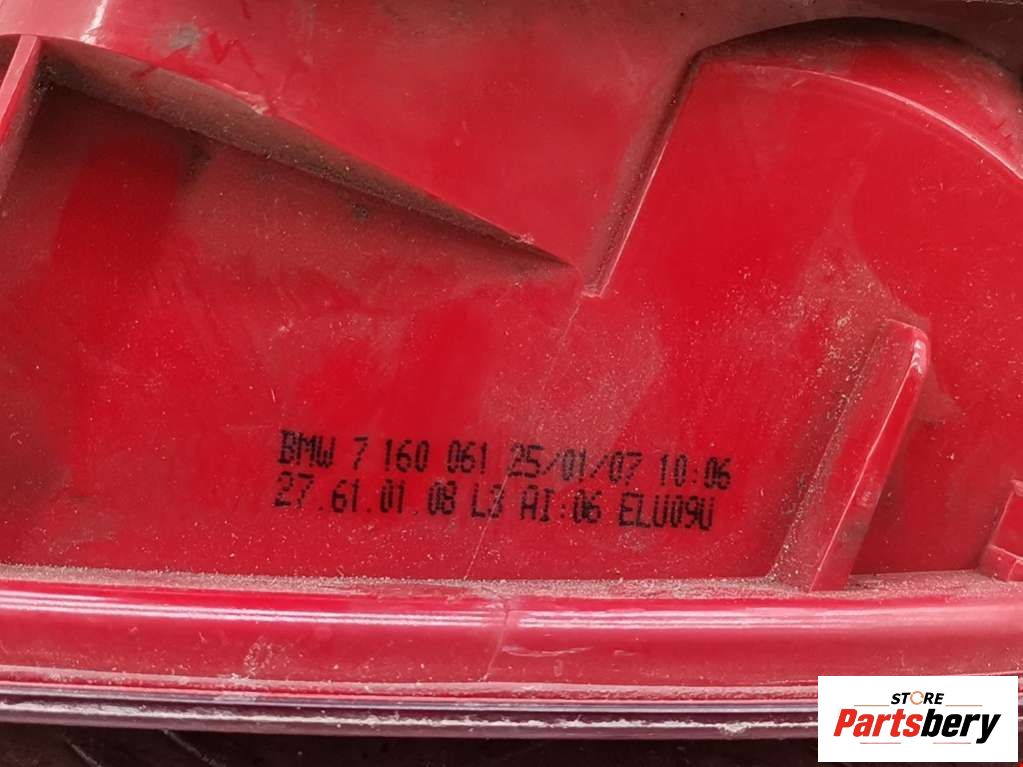 BMW 7 160 061 25/01/07 10:06
27.61.01.08 L3 AI:06 ELU09U
STORE
Partsbery